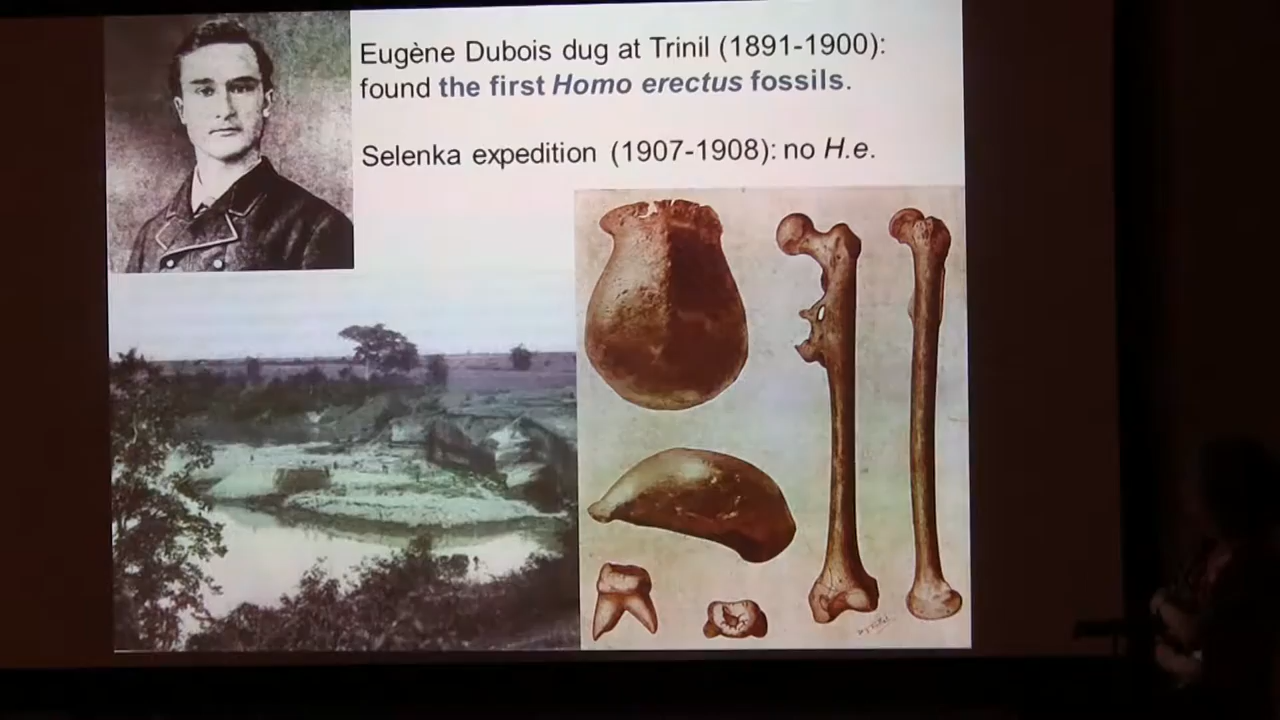 Eugène Dubois dug at Trinil (1891-1900):
found the first Homo erectus fossils.
Selenka expedition (1907-1908): no H.e.